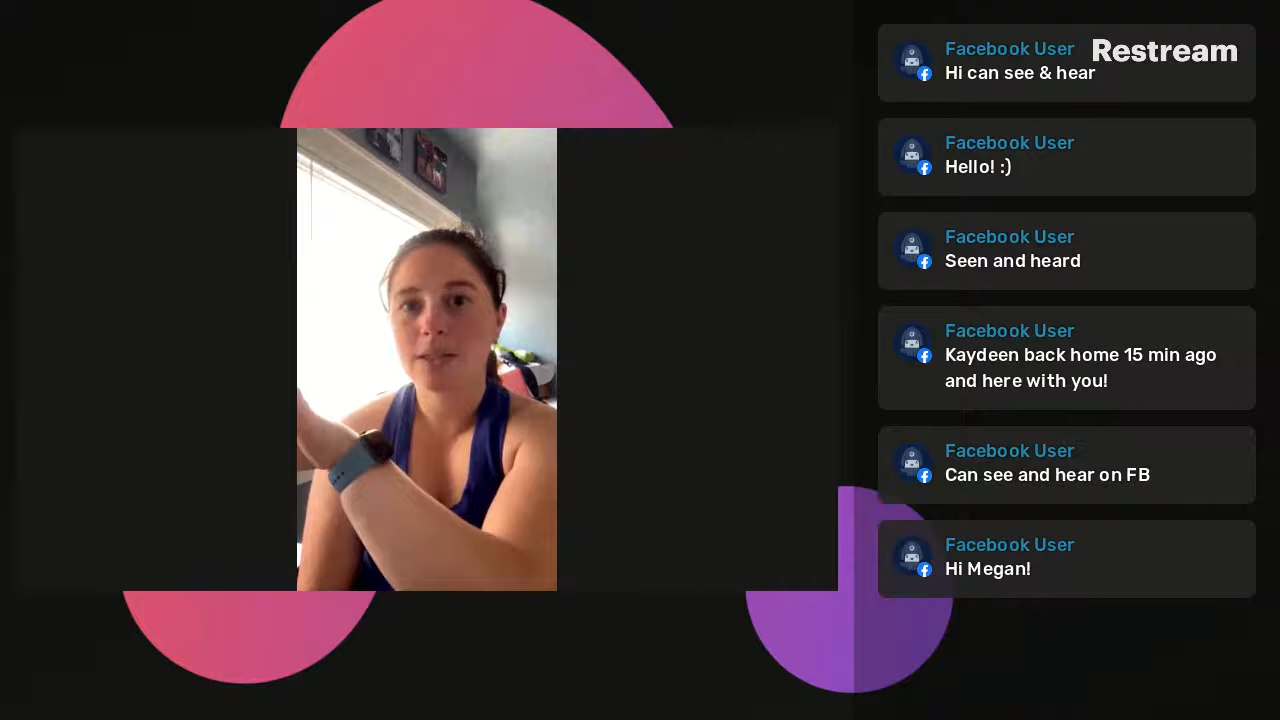 Restream
Facebook User
Hi can see & hear
Facebook User
Hello! :)
Facebook User
Seen and heard
Facebook User
Kaydeen back home 15 min ago
and here with you!
Facebook User
Can see and hear on FB
Facebook User
Hi Megan!